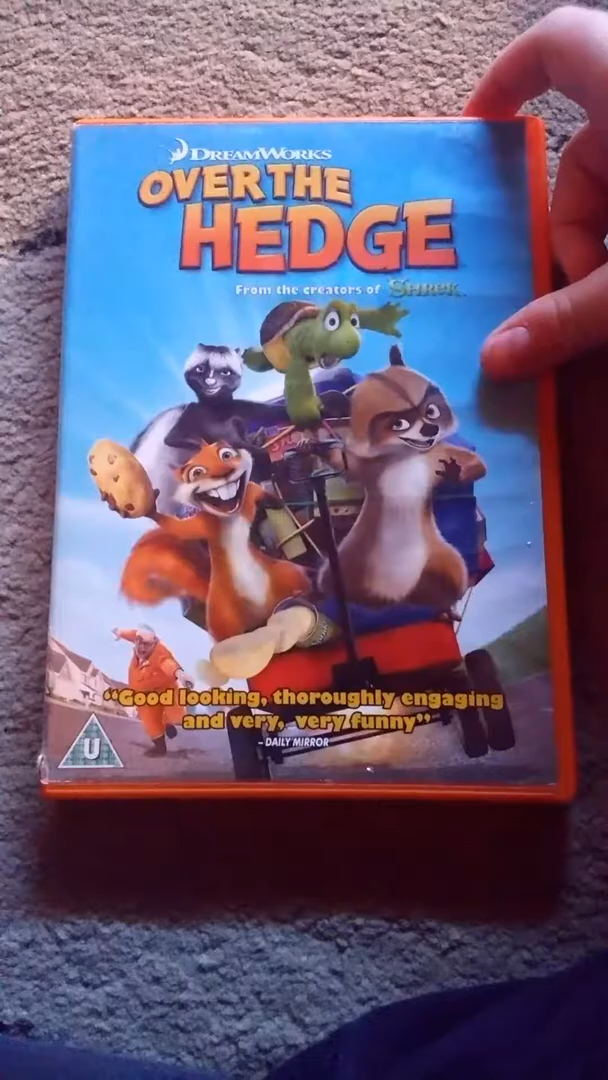 DREAMWORKS
OVER THE
HEDGE
From the creators of SHREK
“Good looking, thoroughly engaging
and very, very funny”
– DAILY MIRROR
U